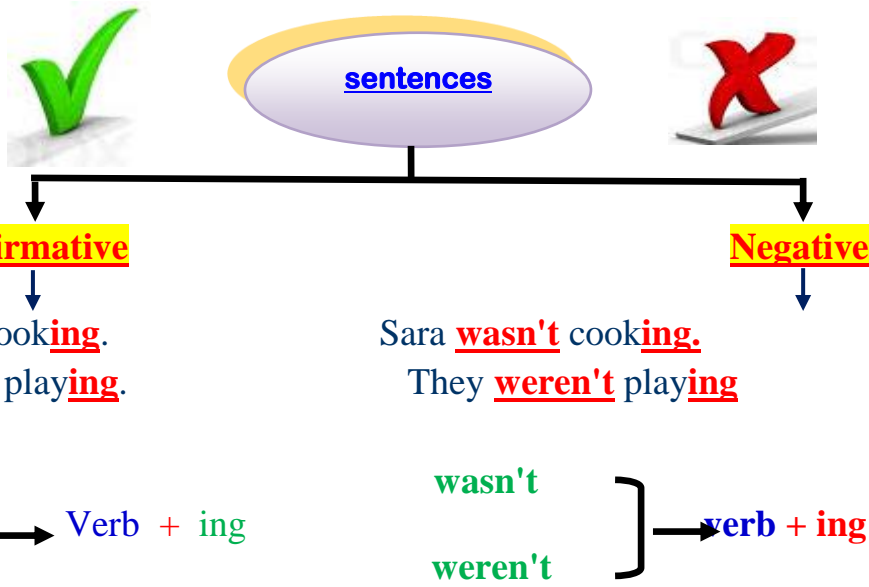 sentences
irmative Negative
ooking. Sara wasn't cooking.
playing. They weren't playing
wasn't
Verb + ing verb + ing
weren't